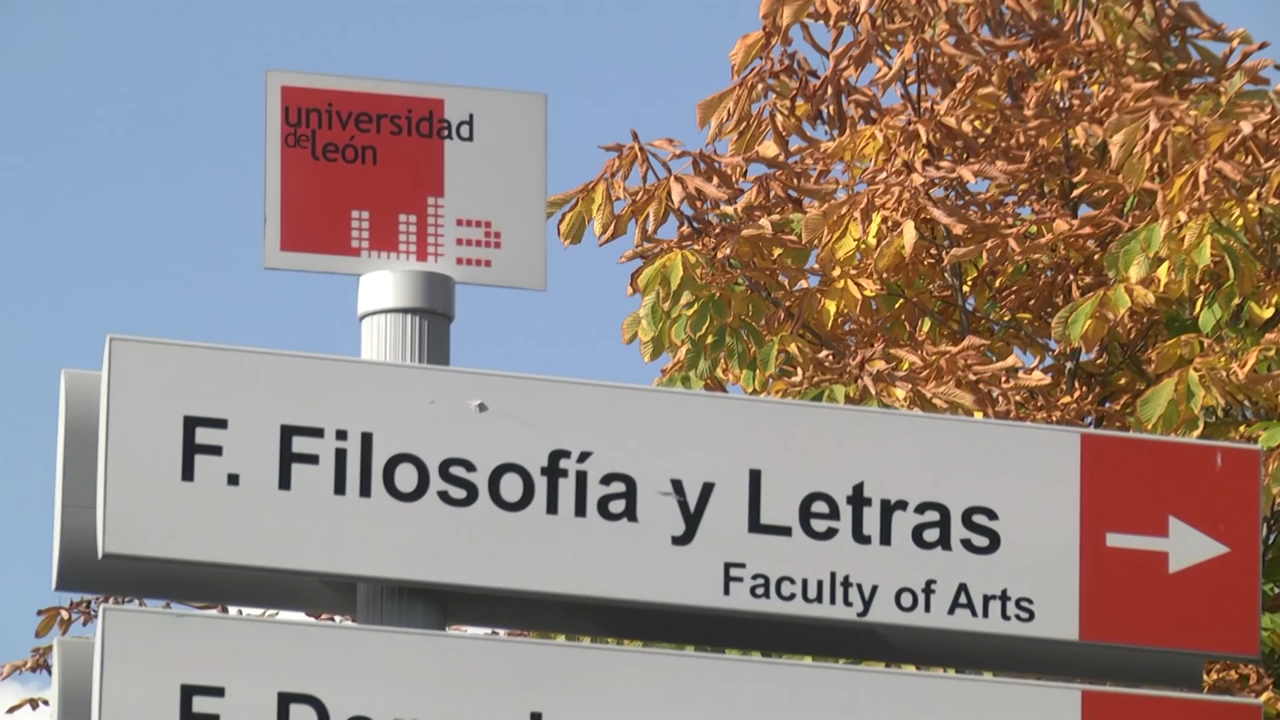 universidad
de león
F. Filosofía y Letras
Faculty of Arts
F.